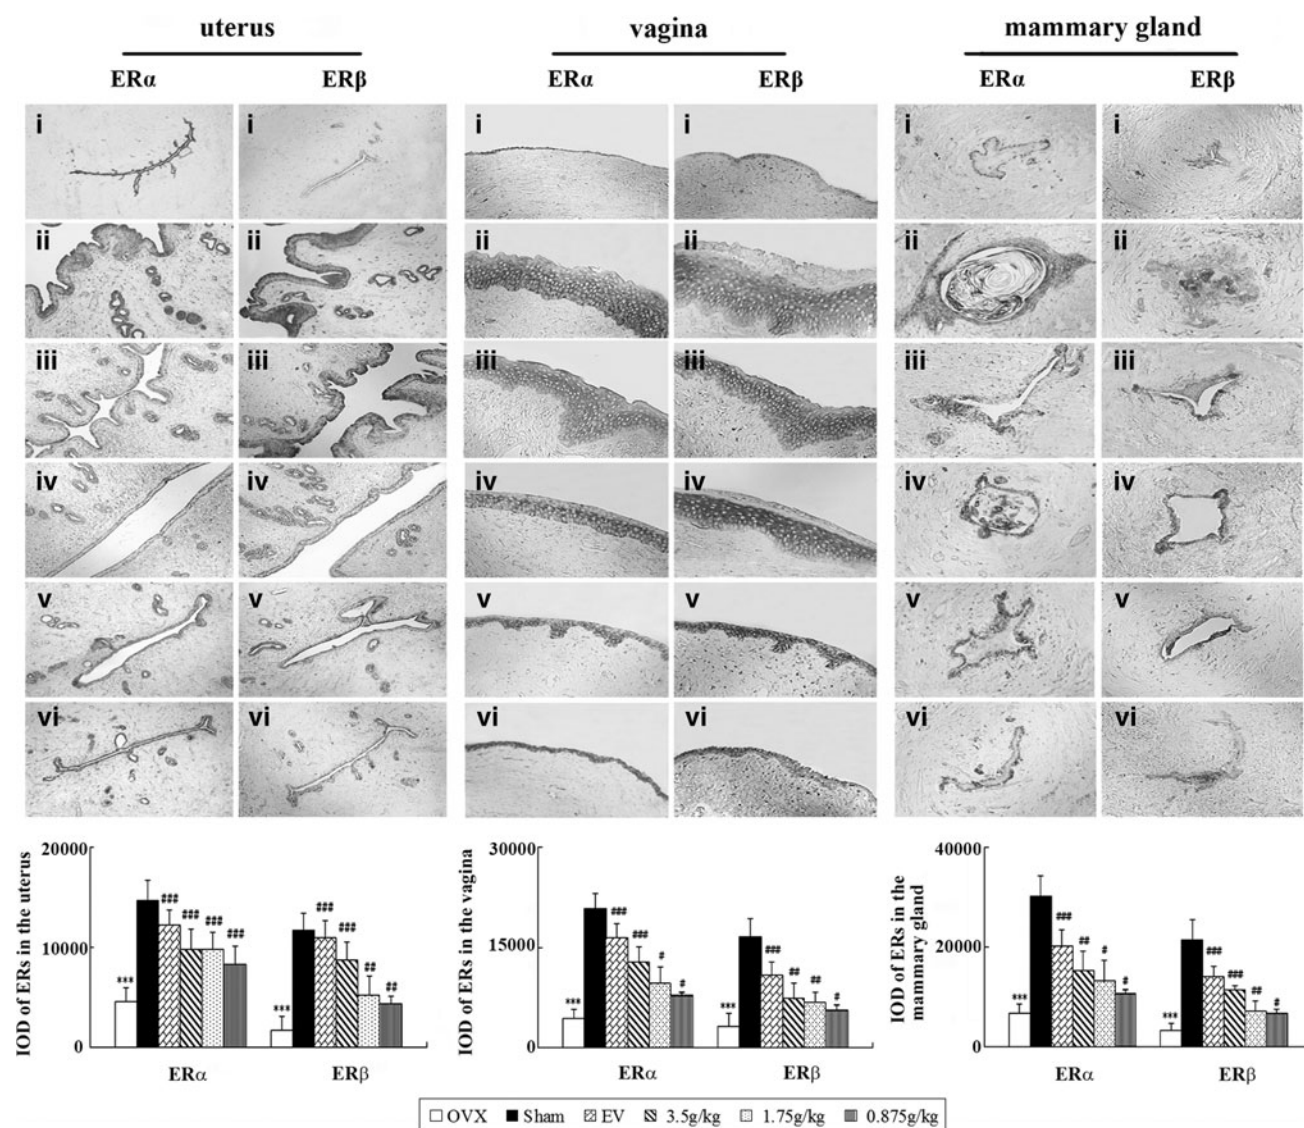 uterus vagina mammary gland
ERα ERβ ERα ERβ ERα ERβ
i i i i i i
ii ii ii ii ii ii
iii iii iii iii iii iii
iv iv iv iv iv iv
v v v v v v
vi vi vi vi vi vi
IOD of ERs in the uterus
20000
10000
0
*** ### ### ### ###
*** ### ### ## ##
ERα ERβ
IOD of ERs in the vagina
30000
15000
0
*** ### ### # #
*** ### ## ## #
ERα ERβ
IOD of ERs in the
mammary gland
40000
20000
0
*** ### ## # #
*** ### ### ## #
ERα ERβ
OVX Sham EV 3.5g/kg 1.75g/kg 0.875g/kg